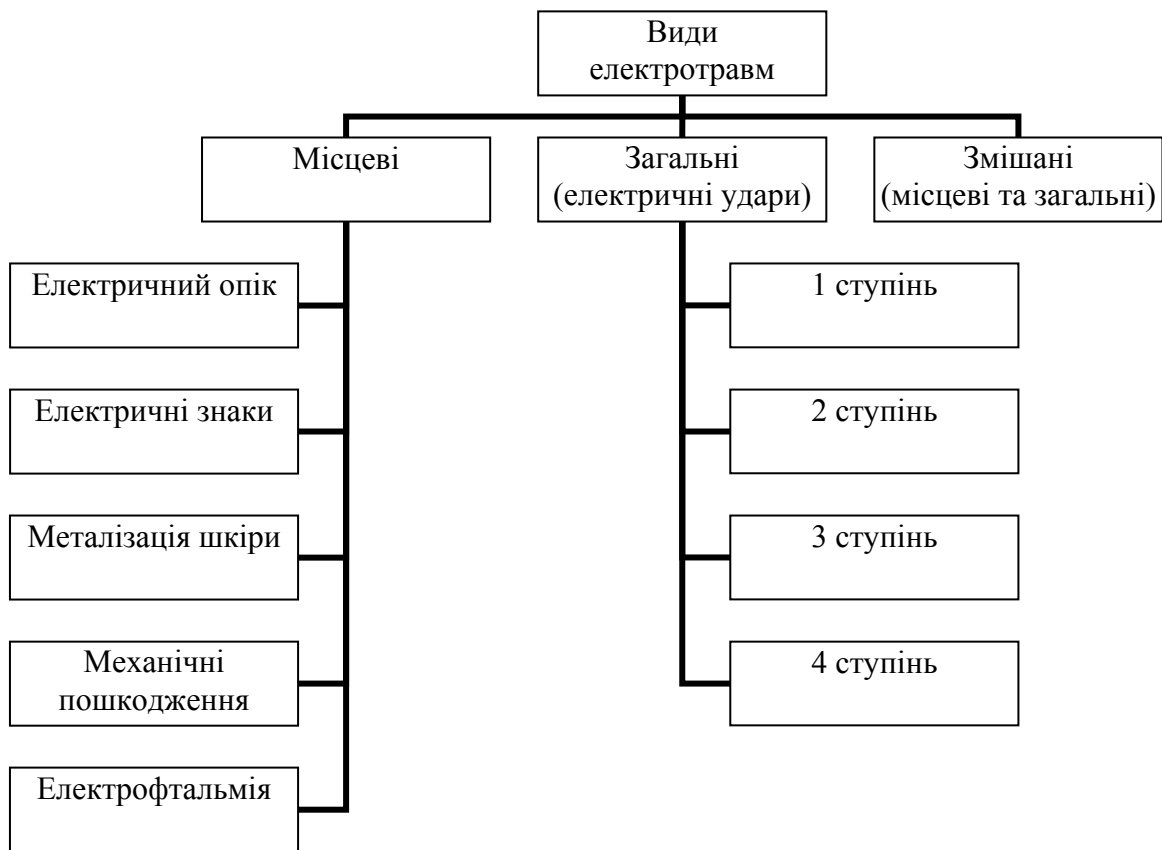 Види
електротравм
Місцеві
Загальні
(електричні удари)
Змішані
(місцеві та загальні)
Електричний опік
Електричні знаки
Металізація шкіри
Механічні
пошкодження
Електрофтальмія
1 ступінь
2 ступінь
3 ступінь
4 ступінь